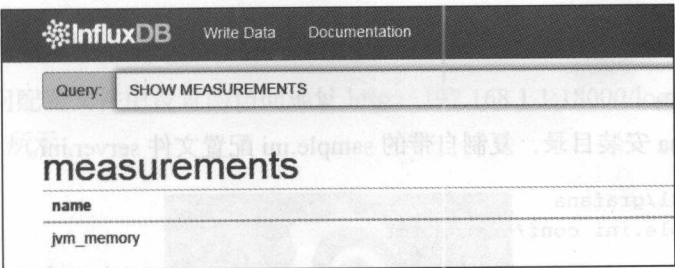 InfluxDB Write Data Documentation
Query: SHOW MEASUREMENTS
measurements
name
jvm_memory